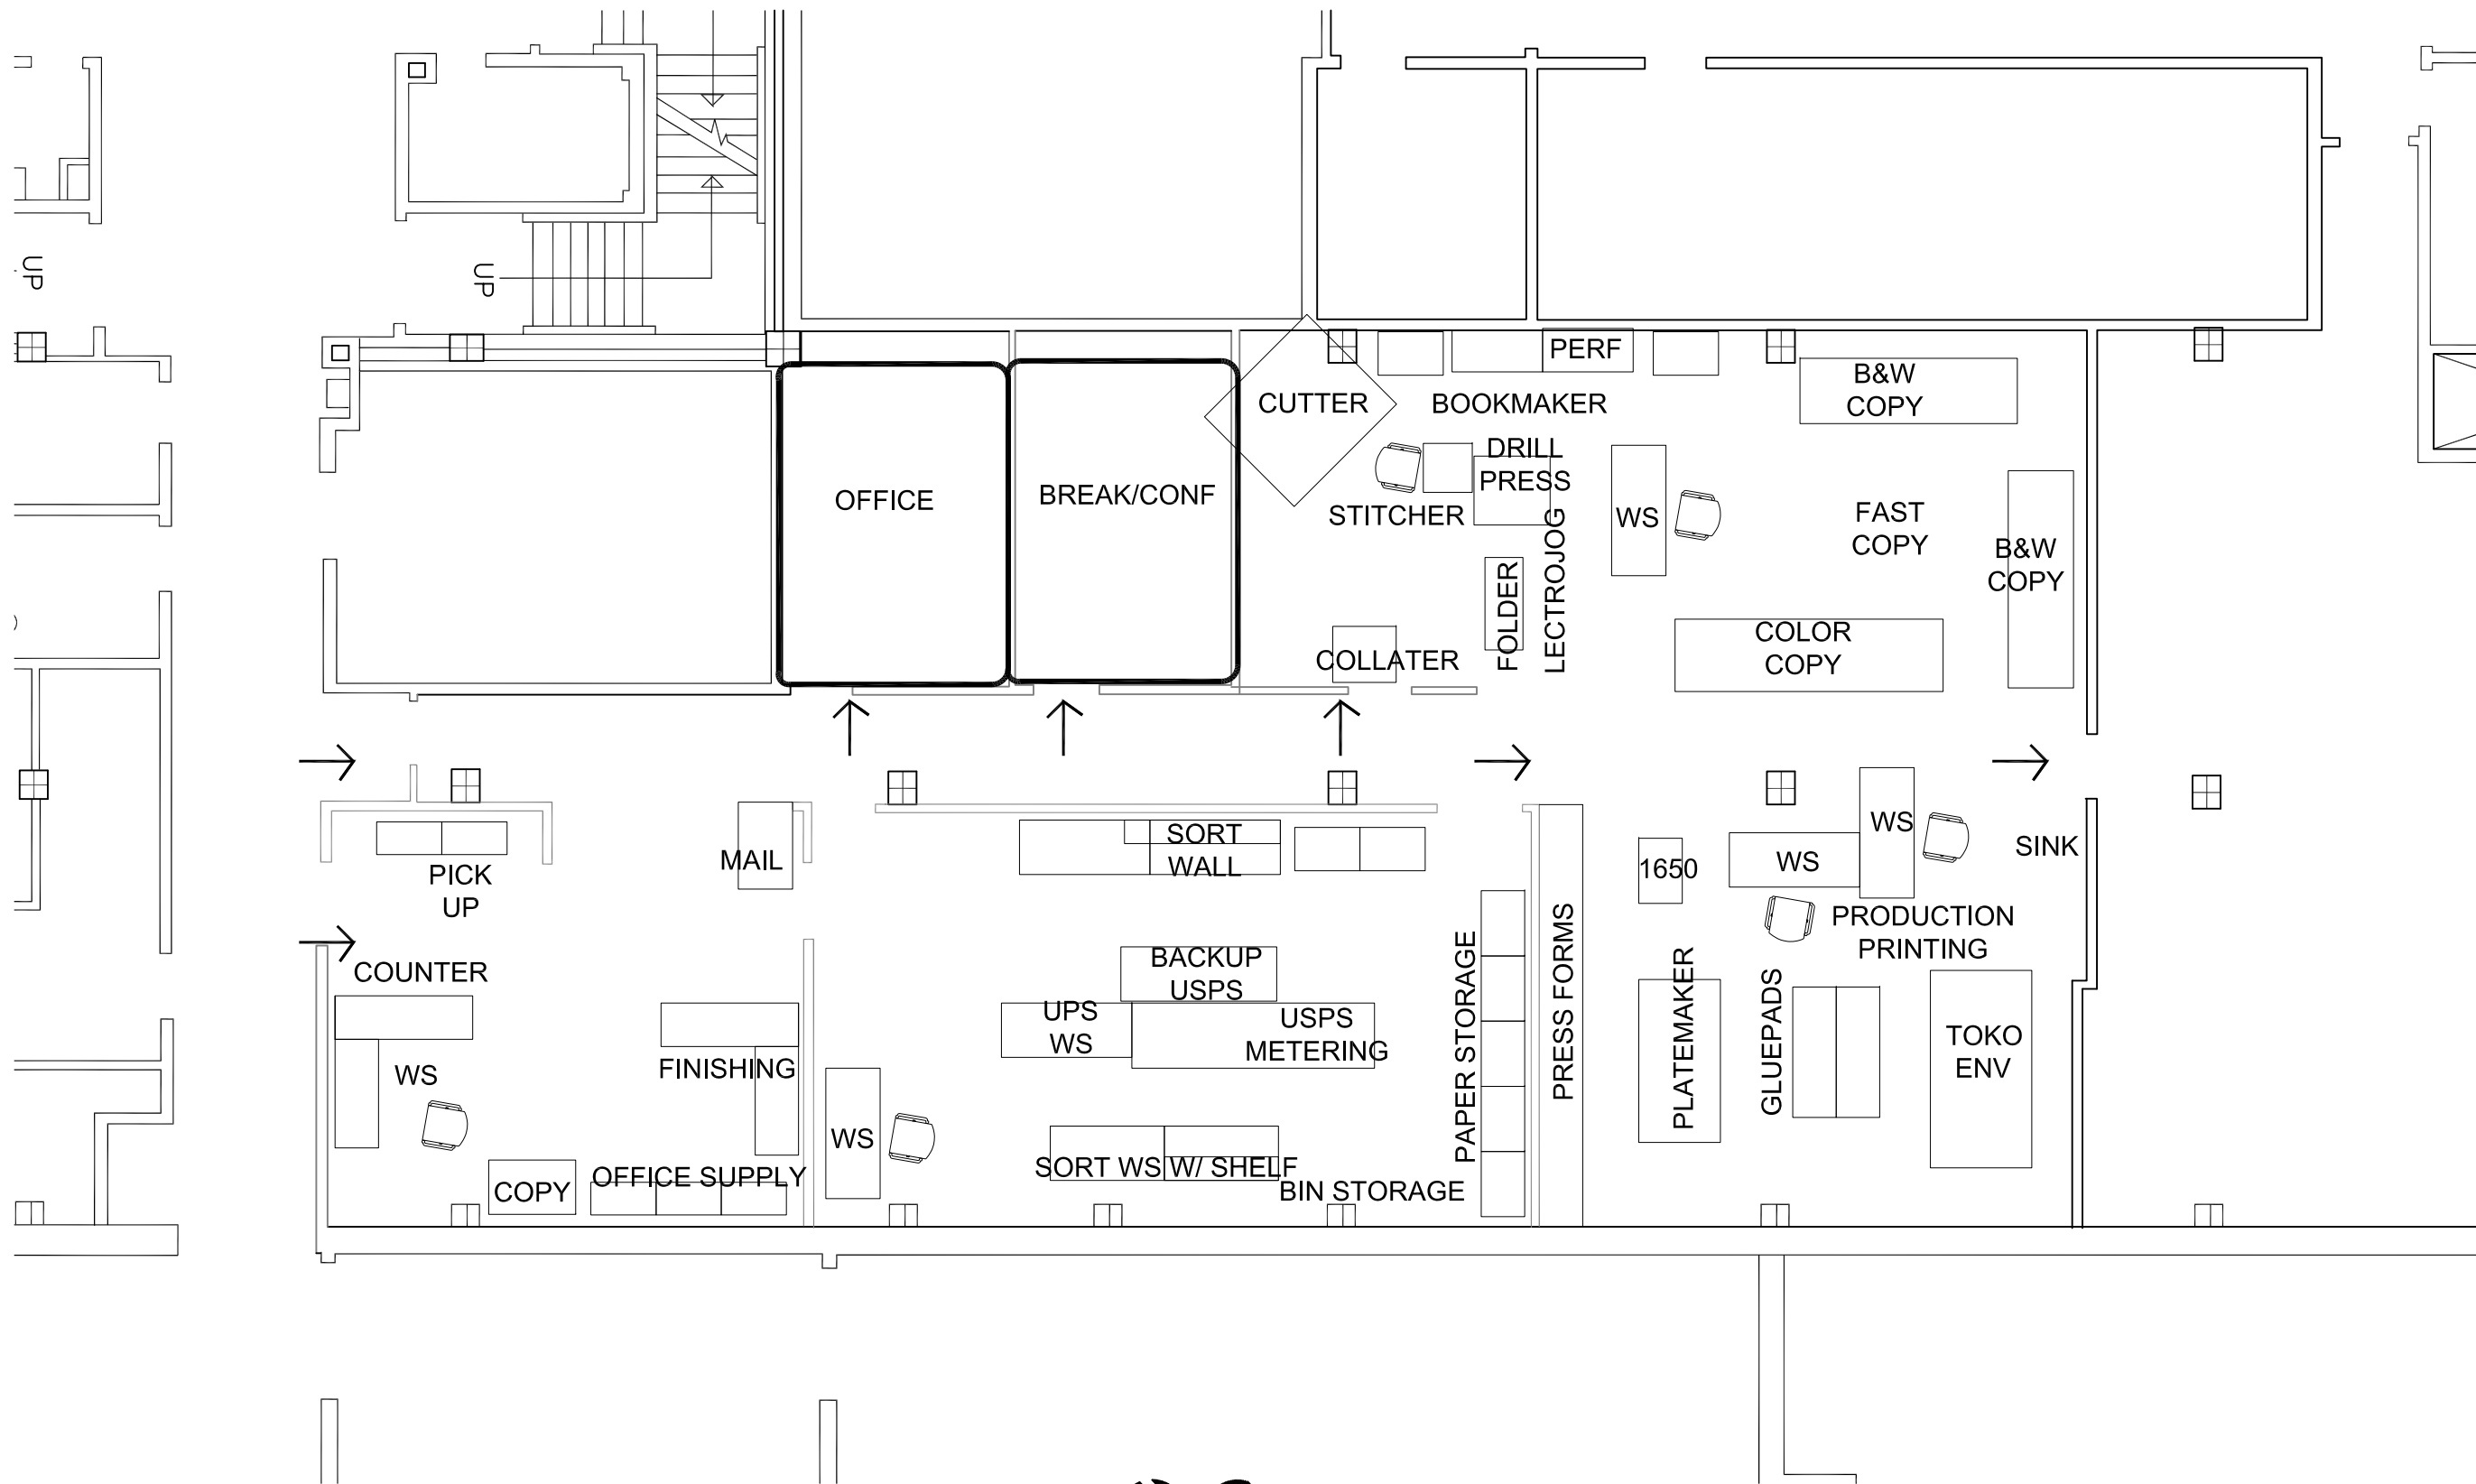 UP
UP
PERF
B&W
COPY
CUTTER
BOOKMAKER
DRILL
PRESS
OFFICE
BREAK/CONF
STITCHER
LECTROJOG
WS
FAST
COPY
B&W
COPY
FOLDER
COLLATER
COLOR
COPY
PICK
UP
MAIL
SORT
WALL
1650
WS
WS
SINK
PRODUCTION
PRINTING
COUNTER
BACKUP
USPS
UPS
WS
USPS
METERING
PAPER STORAGE
PRESS FORMS
PLATEMAKER
GLUEPADS
TOKO
ENV
WS
FINISHING
WS
COPY
OFFICE SUPPLY
SORT WS W/ SHELF
BIN STORAGE